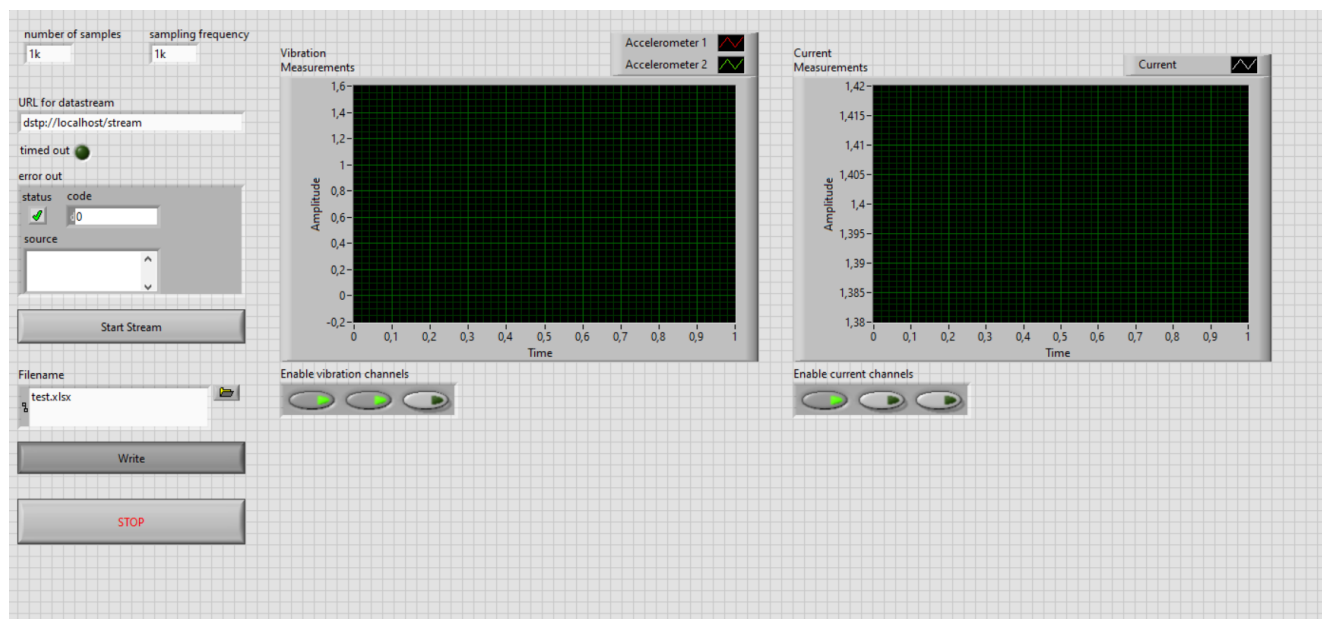 number of samples
sampling frequency
1k
1k
URL for datastream
dstp://localhost/stream
timed out
error out
status
code
0
source
Start Stream
Filename
test.xlsx
Write
STOP
Vibration
Measurements
Accelerometer 1
Accelerometer 2
Amplitude
1,6
1,4
1,2
1
0,8
0,6
0,4
0,2
0
-0,2
0 0,1 0,2 0,3 0,4 0,5 0,6 0,7 0,8 0,9 1
Time
Enable vibration channels
Current
Measurements
Current
Amplitude
1,42
1,415
1,41
1,405
1,4
1,395
1,39
1,385
1,38
0 0,1 0,2 0,3 0,4 0,5 0,6 0,7 0,8 0,9 1
Time
Enable current channels